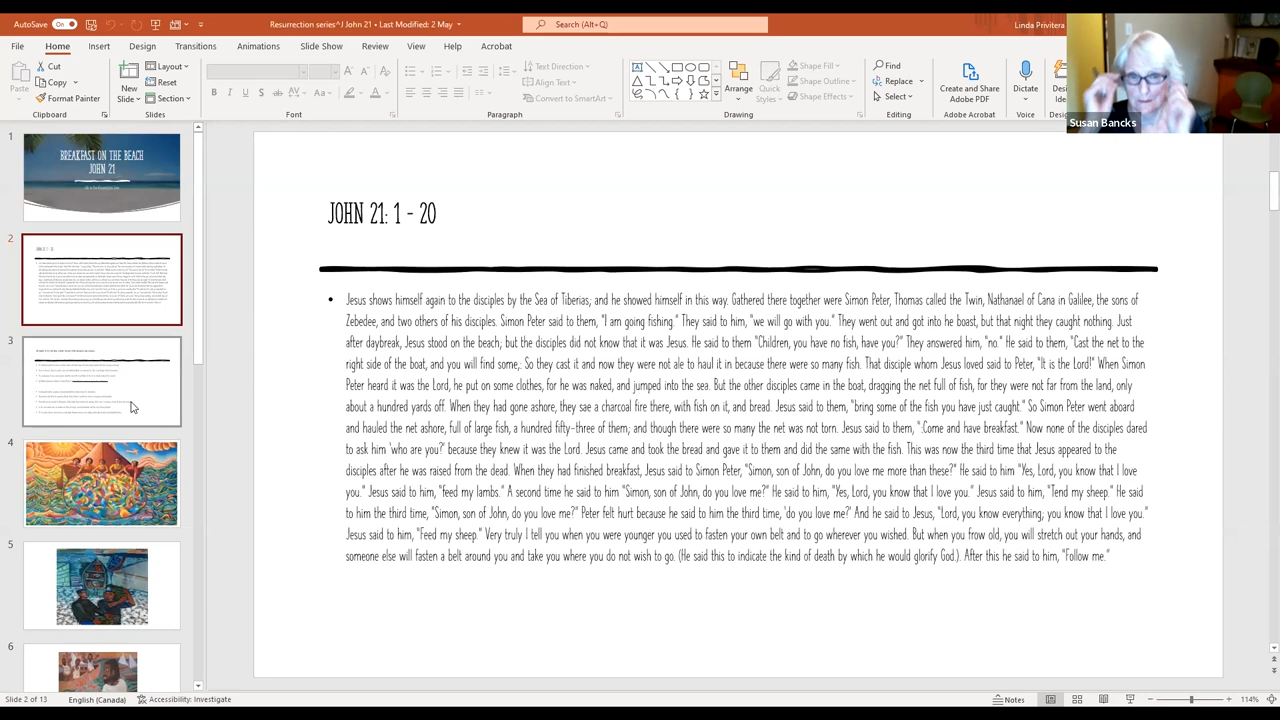 AutoSave On
Resurrection series^J John 21 • Last Modified: 2 May
Search (Alt+Q)
Linda Privitera
File Home Insert Design Transitions Animations Slide Show Review View Help Acrobat
Paste
Cut
Copy
Format Painter
Clipboard
New Slide
Layout
Reset
Section
Slides
Font
Text Direction
Align Text
Convert to SmartArt
Paragraph
Arrange
Quick Styles
Shape Fill
Shape Outline
Shape Effects
Drawing
Find
Replace
Select
Editing
Create and Share Adobe PDF
Adobe Acrobat
Dictate
Voice
Susan Bancks
1
BREAKFAST ON THE BEACH
JOHN 21
2
3
4
5
6
JOHN 21: 1 - 20
• Jesus shows himself again to the disciples by the Sea of Tiberias; and he showed himself in this way. Gathered there together were Simon Peter, Thomas called the Twin, Nathanael of Cana in Galilee, the sons of
Zebedee, and two others of his disciples. Simon Peter said to them, "I am going fishing." They said to him, "we will go with you." They went out and got into he boast, but that night they caught nothing. Just
after daybreak, Jesus stood on the beach; but the disciples did not know that it was Jesus. He said to them "Children, you have no fish, have you?" They answered him, "no." He said to them, "Cast the net to the
right side of the boat, and you will find some. So they cast it and now they were not ale to haul it in because there were so many fish. That disciple whom Jesus loved said to Peter, "It is the Lord!" When Simon
Peter heard it was the Lord, he put on some clothes, for he was naked, and jumped into the sea. But the other disciples came in the boat, dragging the net full of fish, for they were not far from the land, only
about a hundred yards off. When they had gone ashore, they sae a charcoal fire there, with fish on it, and bread. Jesus said to them, "bring some of the fish you have just caught." So Simon Peter went aboard
and hauled the net ashore, full of large fish, a hundred fifty-three of them; and though there were so many the net was not torn. Jesus said to them, ".Come and have breakfast." Now none of the disciples dared
to ask him 'who are you?' because they knew it was the Lord. Jesus came and took the bread and gave it to them and did the same with the fish. This was now the third time that Jesus appeared to the
disciples after he was raised from the dead. When they had finished breakfast, Jesus said to Simon Peter, "Simon, son of John, do you love me more than these?" He said to him "Yes, Lord, you know that I love
you." Jesus said to him, "feed my lambs." A second time he said to him "Simon, son of John, do you love me?" He said to him, "Yes, Lord, you know that I love you." Jesus said to him, "Tend my sheep." He said
to him the third time, "Simon, son of John, do you love me?" Peter felt hurt because he said to him the third time, 'do you love me?' And he said to Jesus, "Lord, you know everything; you know that I love you."
Jesus said to him, "Feed my sheep." Very truly I tell you when you were younger you used to fasten your own belt and to go wherever you wished. But when you frow old, you will stretch out your hands, and
someone else will fasten a belt around you and take you where you do not wish to go. (He said this to indicate the kind of death by which he would glorify God.). After this he said to him, "Follow me."
Slide 2 of 13
English (Canada)
Accessibility: Investigate
Notes
114%